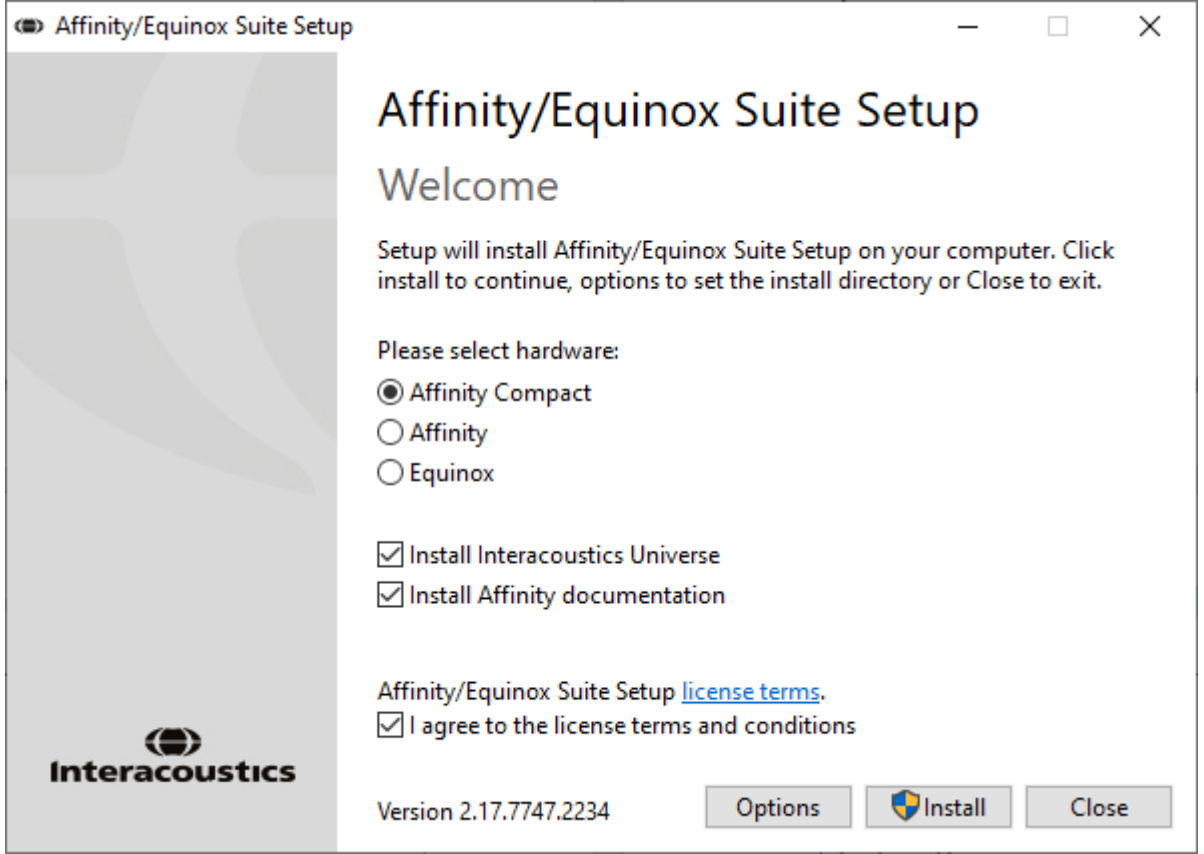 Affinity/Equinox Suite Setup
Affinity/Equinox Suite Setup
Welcome
Setup will install Affinity/Equinox Suite Setup on your computer. Click
install to continue, options to set the install directory or Close to exit.
Please select hardware:
Affinity Compact
Affinity
Equinox
Install Interacoustics Universe
Install Affinity documentation
Affinity/Equinox Suite Setup license terms.
I agree to the license terms and conditions
Interacoustics
Version 2.17.7747.2234
Options
Install
Close